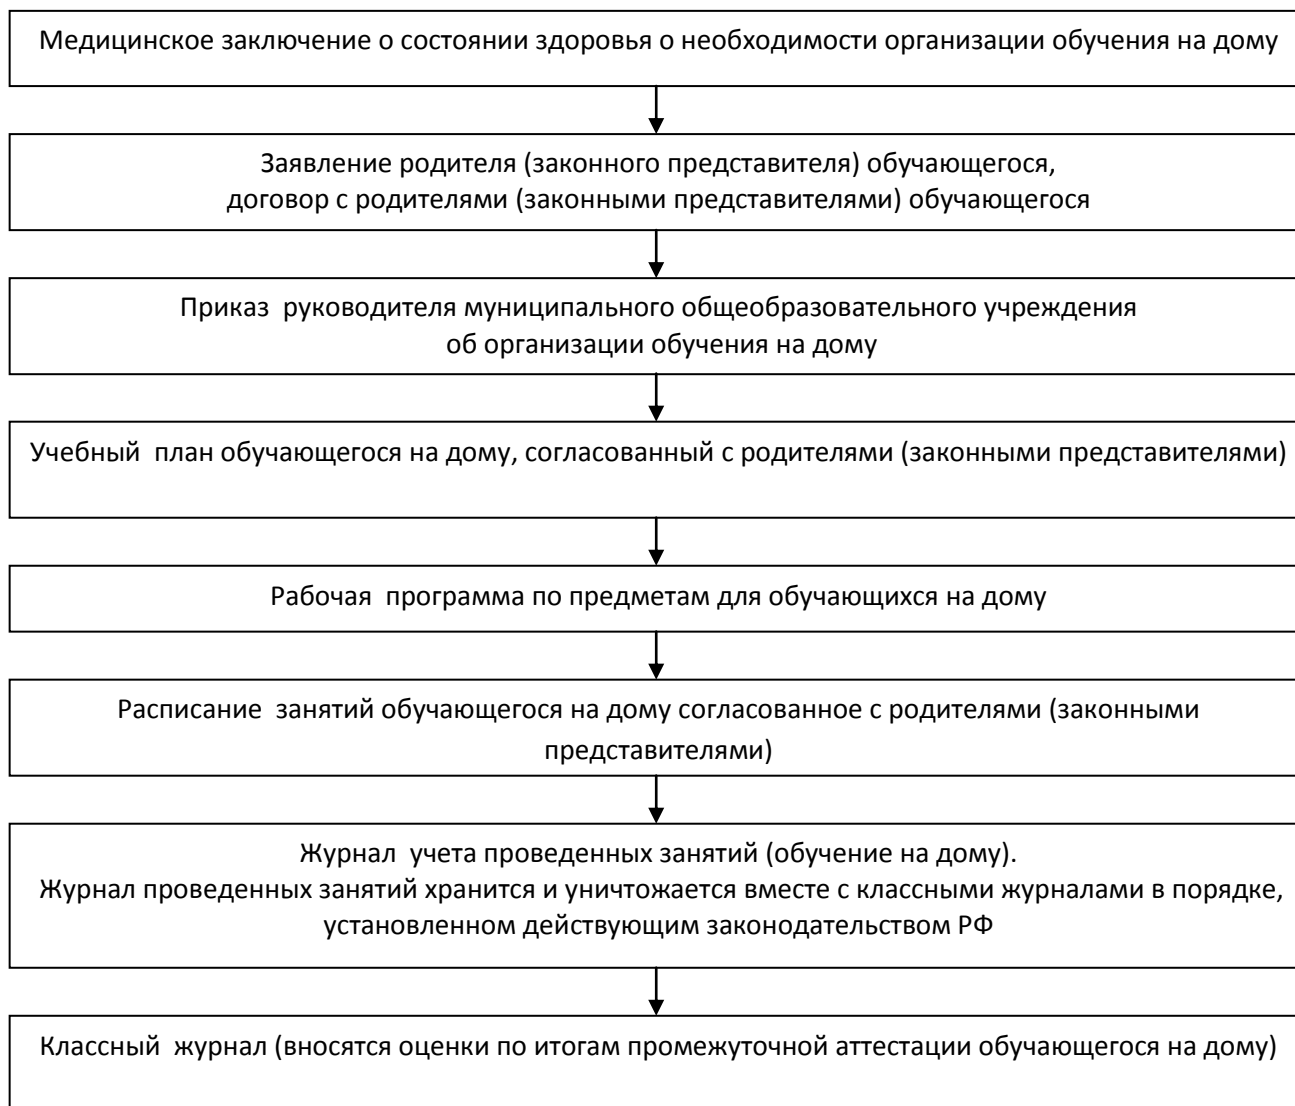 Медицинское заключение о состоянии здоровья о необходимости организации обучения на дому
Заявление родителя (законного представителя) обучающегося,
договор с родителями (законными представителями) обучающегося
Приказ  руководителя муниципального общеобразовательного учреждения
об организации обучения на дому
Учебный  план обучающегося на дому, согласованный с родителями (законными представителями)
Рабочая  программа по предметам для обучающихся на дому
Расписание  занятий обучающегося на дому согласованное с родителями (законными
представителями)
Журнал  учета проведенных занятий (обучение на дому).
Журнал проведенных занятий хранится и уничтожается вместе с классными журналами в порядке,
установленном действующим законодательством РФ
Классный  журнал (вносятся оценки по итогам промежуточной аттестации обучающегося на дому)